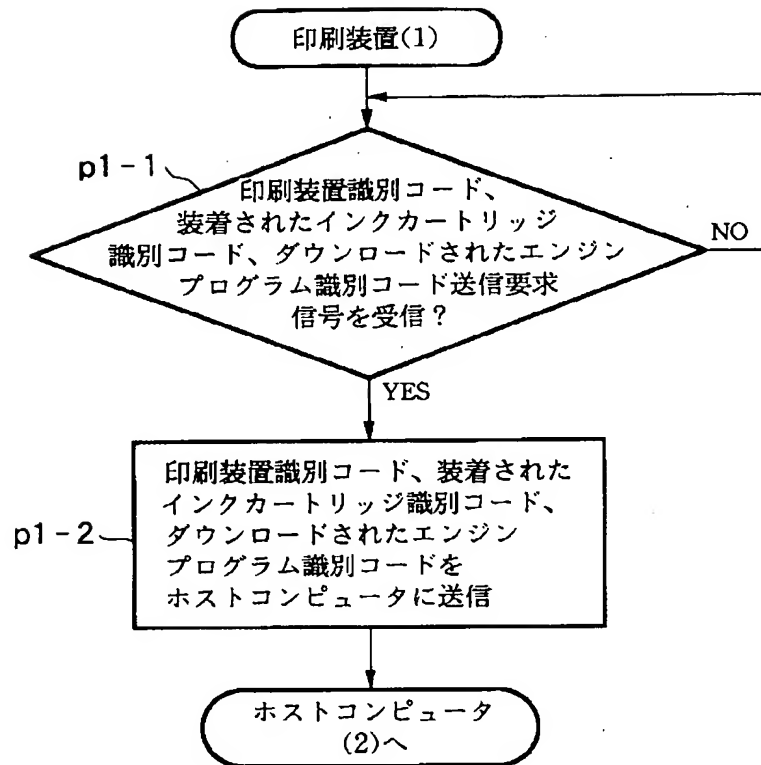 印刷装置(1)
p1-1
印刷装置識別コード、
装着されたインクカートリッジ
識別コード、ダウンロードされたエンジン
プログラム識別コード送信要求
信号を受信?
NO
YES
p1-2
印刷装置識別コード、装着された
インクカートリッジ識別コード、
ダウンロードされたエンジン
プログラム識別コードを
ホストコンピュータに送信
ホストコンピュータ
(2)へ